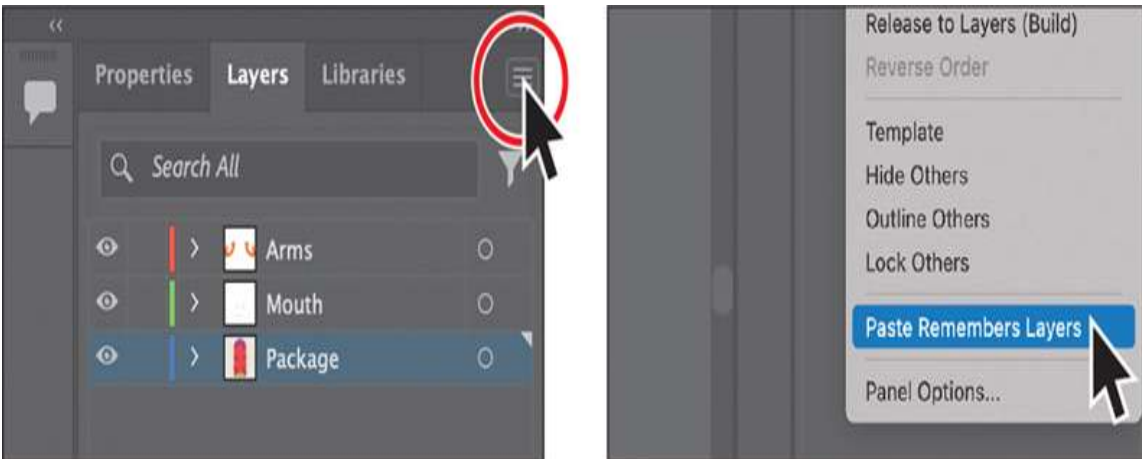 Properties Layers Libraries
Search All
Arms
Mouth
Package
Release to Layers (Build)
Reverse Order
Template
Hide Others
Outline Others
Lock Others
Paste Remembers Layers
Panel Options...